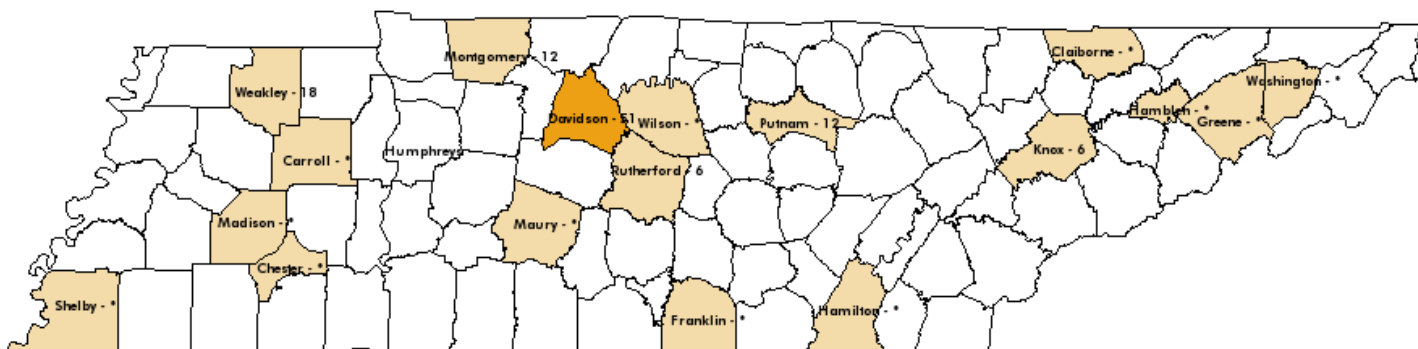 Montgomery - 12
Claiborne - *
Washington - *
Weakley - 18
Hamblen - *
Davidson - 51
Wilson - *
Putnam - 12
Greene - *
Carroll - *
Humphreys
Knox - 6
Rutherford - 6
Madison - *
Maury - *
Chester - *
Shelby - *
Franklin - *
Hamilton - *